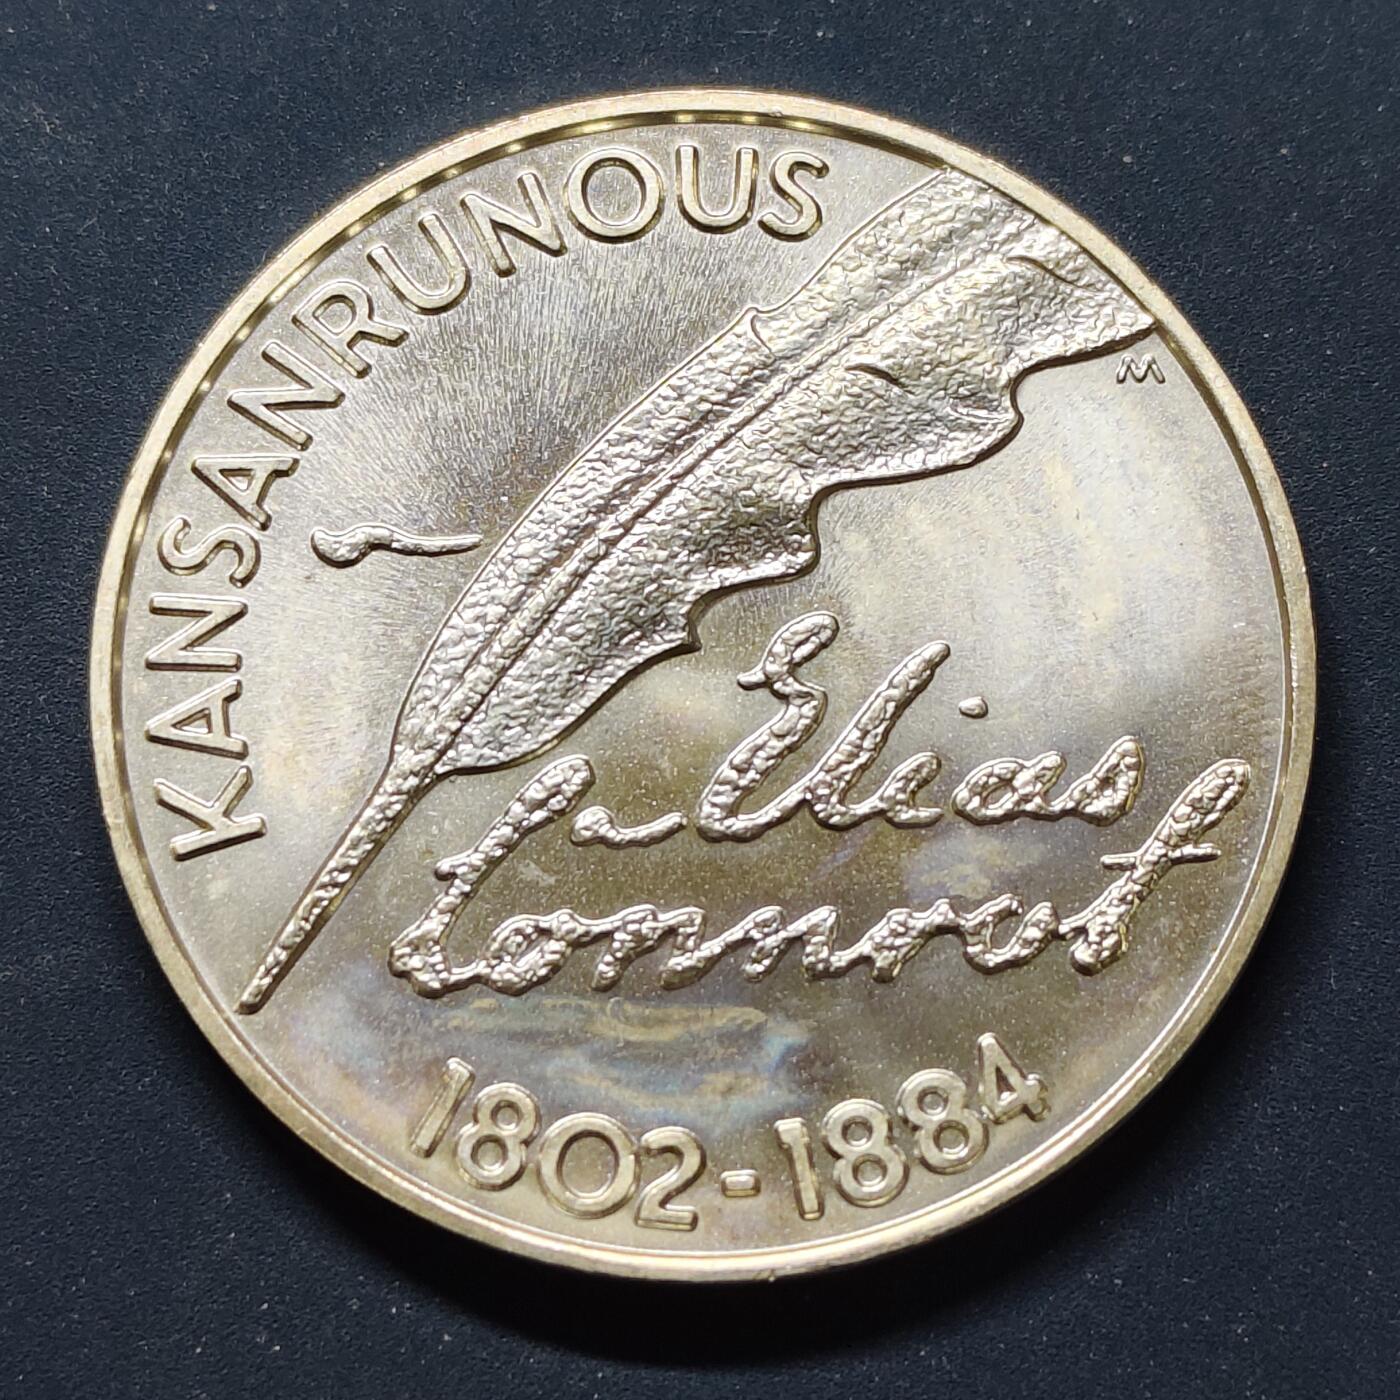 KANSANRUNOUS
M
Elias
Lönnrot
1802-1884